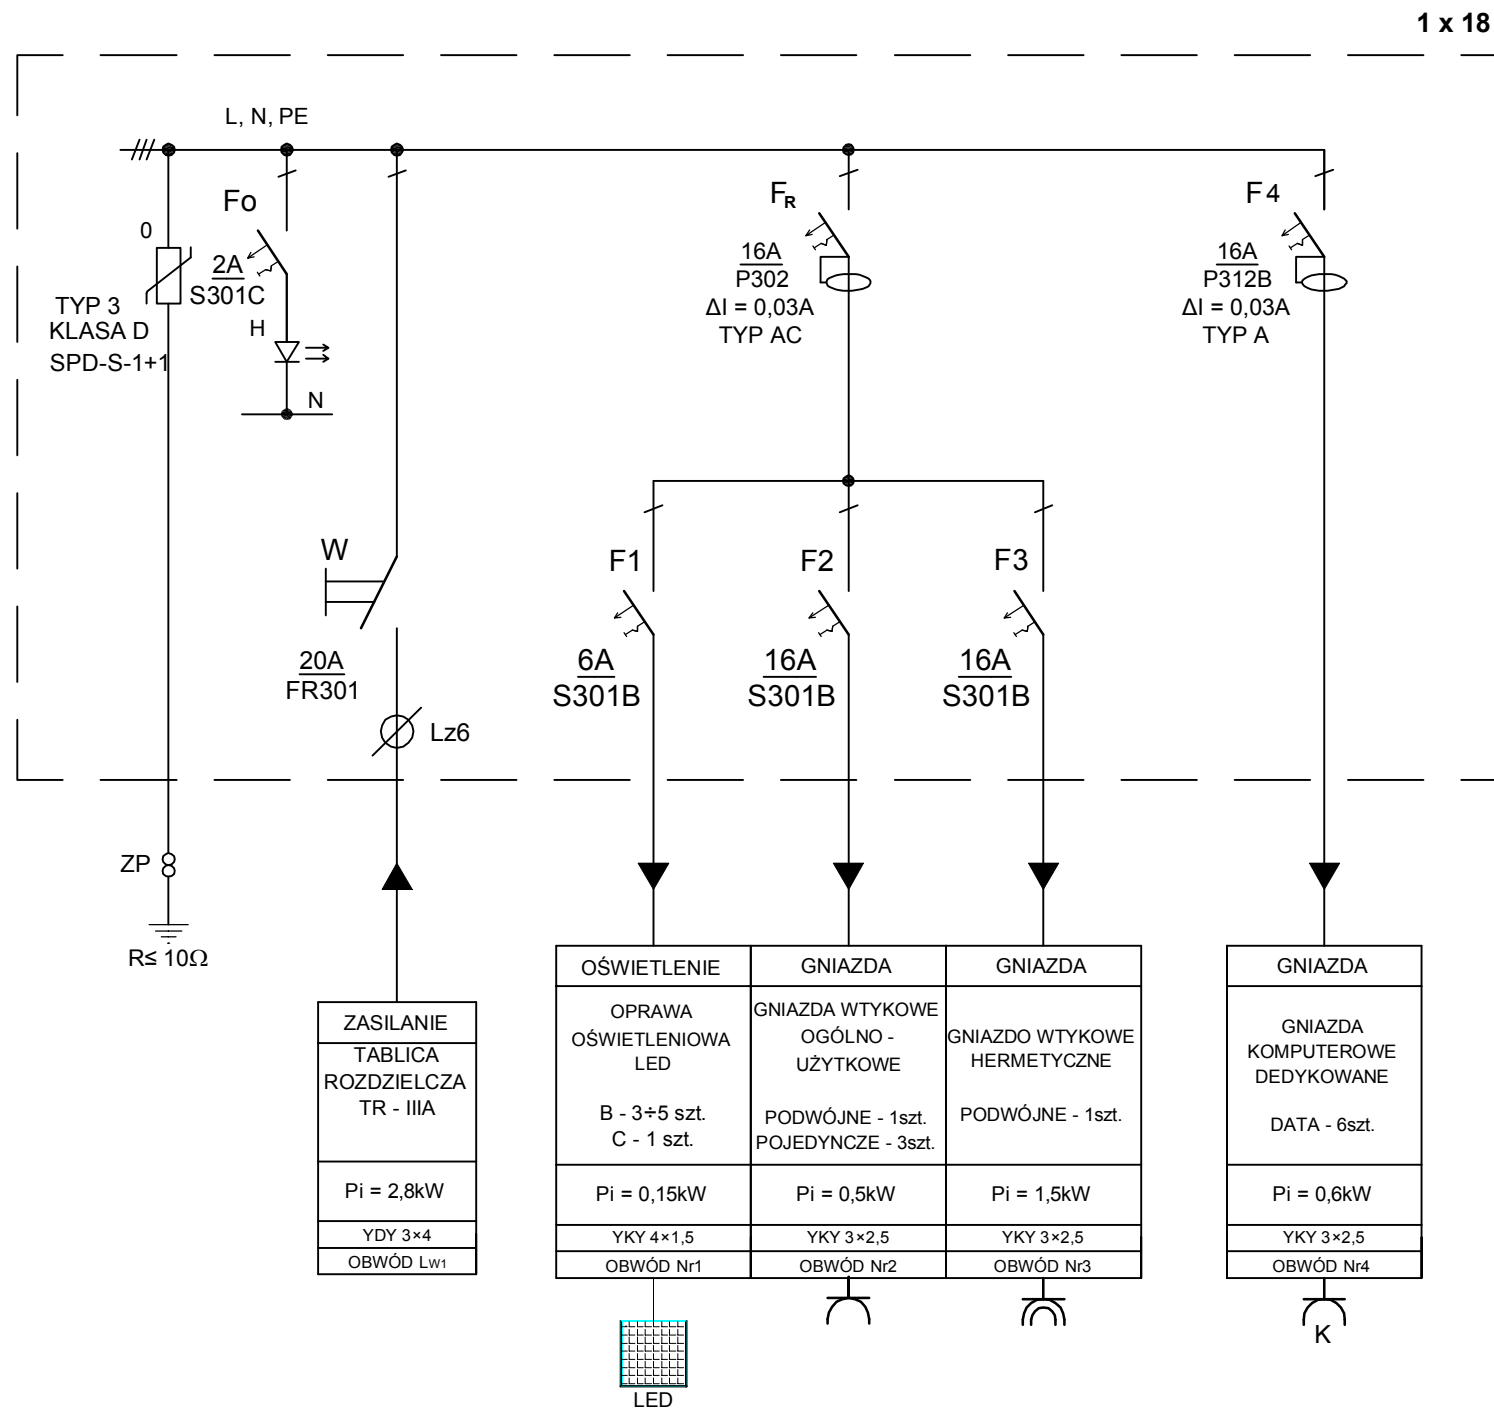 1 x 18
L, N, PE
0
TYP 3
KLASA D
SPD-S-1+1
Fo
2A
S301C
H
N
W
20A
FR301
Lz6
FR
16A
P302
ΔI = 0,03A
TYP AC
F4
16A
P312B
ΔI = 0,03A
TYP A
F1
6A
S301B
F2
16A
S301B
F3
16A
S301B
ZP
R≤ 10Ω
ZASILANIE
TABLICA
ROZDZIELCZA
TR - IIIA
Pi = 2,8kW
YDY 3×4
OBWÓD LW1
OŚWIETLENIE
OPRAWA
OŚWIETLENIOWA
LED
B - 3÷5 szt.
C - 1 szt.
Pi = 0,15kW
YKY 4×1,5
OBWÓD Nr1
LED
GNIAZDA
GNIAZDA WTYKOWE
OGÓLNO -
UŻYTKOWE
PODWÓJNE - 1szt.
POJEDYNCZE - 3szt.
Pi = 0,5kW
YKY 3×2,5
OBWÓD Nr2
GNIAZDA
GNIAZDO WTYKOWE
HERMETYCZNE
PODWÓJNE - 1szt.
Pi = 1,5kW
YKY 3×2,5
OBWÓD Nr3
GNIAZDA
GNIAZDA
KOMPUTEROWE
DEDYKOWANE
DATA - 6szt.
Pi = 0,6kW
YKY 3×2,5
OBWÓD Nr4
K